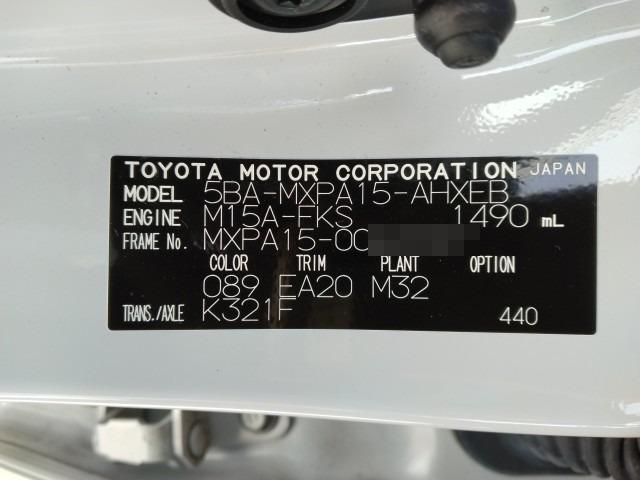 TOYOTA MOTOR CORPORATION JAPAN
MODEL 5BA-MXPA15-AHXEB
ENGINE M15A-FKS 1490 mL
FRAME No. MXPA15-00
COLOR TRIM PLANT OPTION
089 EA20 M32
TRANS./AXLE K321F 440